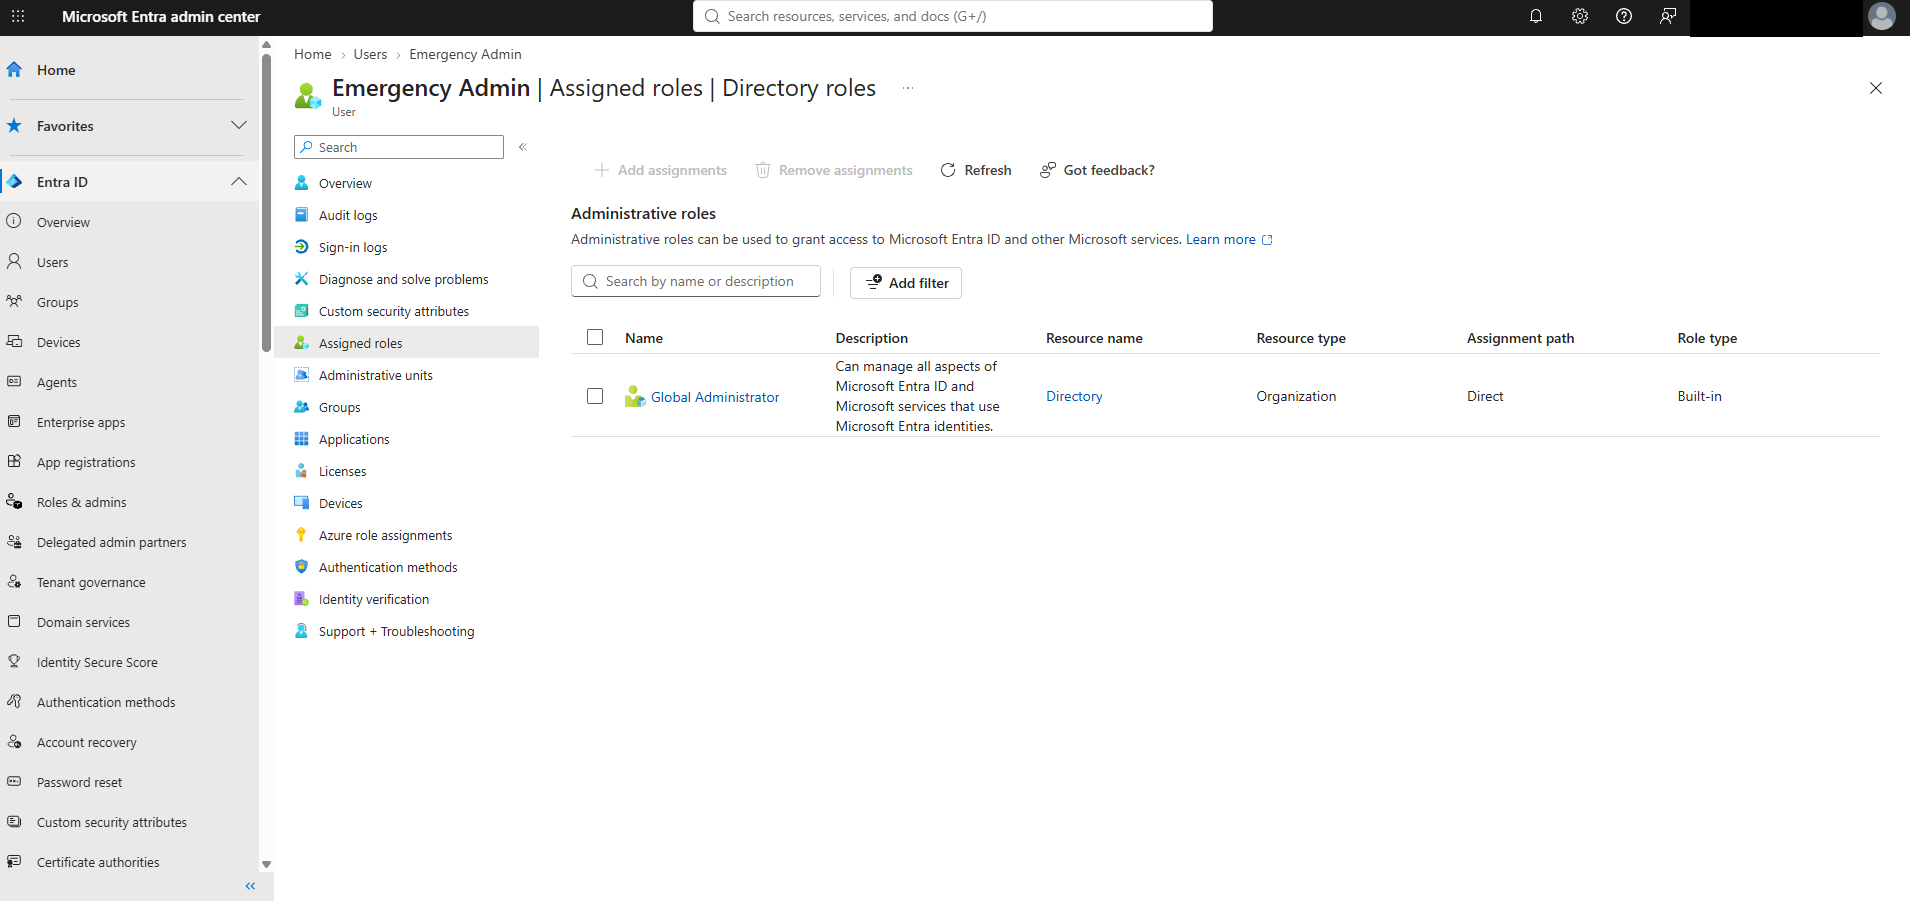 Microsoft Entra admin center
Search resources, services, and docs (G+/)
Home
Favorites
Entra ID
Overview
Users
Groups
Devices
Agents
Enterprise apps
App registrations
Roles & admins
Delegated admin partners
Tenant governance
Domain services
Identity Secure Score
Authentication methods
Account recovery
Password reset
Custom security attributes
Certificate authorities
Home > Users > Emergency Admin
Emergency Admin | Assigned roles | Directory roles ...
User
Search
Overview
Audit logs
Sign-in logs
Diagnose and solve problems
Custom security attributes
Assigned roles
Administrative units
Groups
Applications
Licenses
Devices
Azure role assignments
Authentication methods
Identity verification
Support + Troubleshooting
Add assignments Remove assignments Refresh Got feedback?
Administrative roles
Administrative roles can be used to grant access to Microsoft Entra ID and other Microsoft services. Learn more
Search by name or description Add filter
Name Description Resource name Resource type Assignment path Role type
Global Administrator
Can manage all aspects of
Microsoft Entra ID and
Microsoft services that use
Microsoft Entra identities.
Directory Organization Direct Built-in